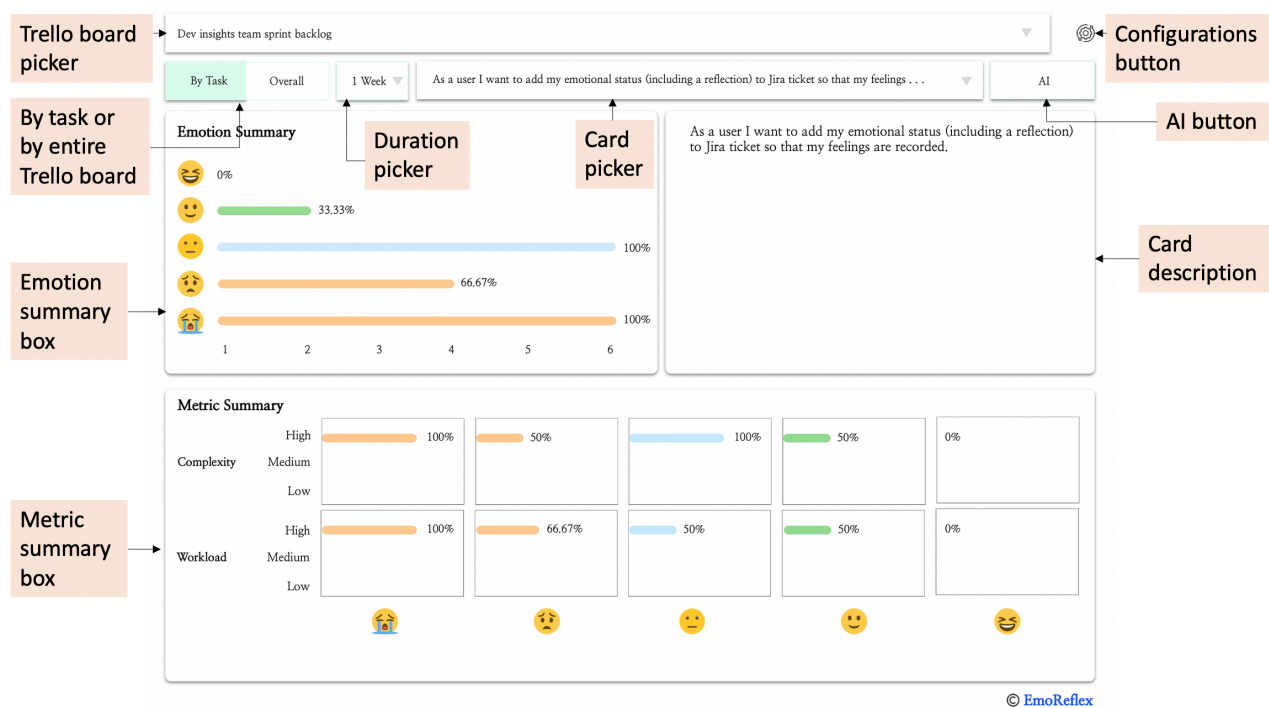 Trello board
picker
Dev insights team sprint backlog
Configurations
button
By Task
Overall
1 Week
As a user I want to add my emotional status (including a reflection) to Jira ticket so that my feelings . . .
AI
By task or
by entire
Trello board
Duration
picker
Card
picker
AI button
Emotion Summary
0%
33.33%
100%
66.67%
100%
1 2 3 4 5 6
As a user I want to add my emotional status (including a reflection)
to Jira ticket so that my feelings are recorded.
Card
description
Emotion
summary
box
Metric Summary
High 100% 50% 100% 50% 0%
Complexity Medium
Low
High 100% 66.67% 50% 50% 0%
Workload Medium
Low
Metric
summary
box
© EmoReflex